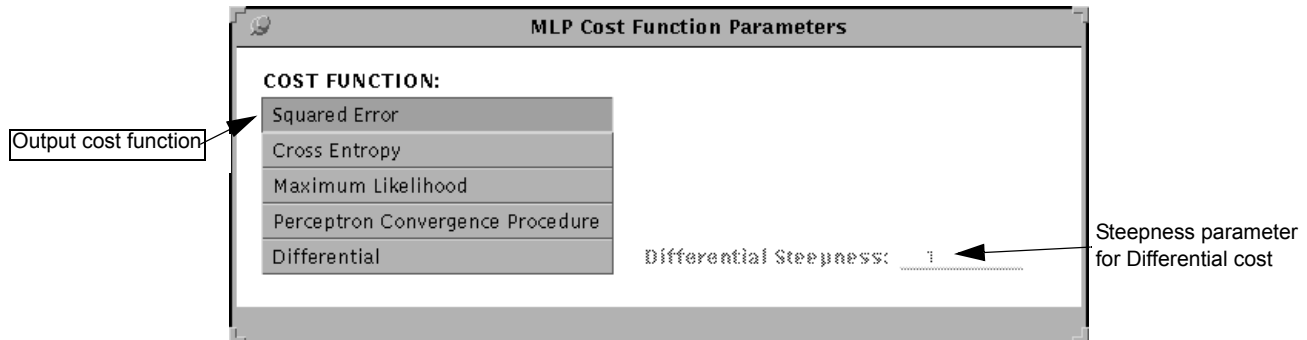 MLP Cost Function Parameters
COST FUNCTION:
Squared Error
Output cost function
Cross Entropy
Maximum Likelihood
Perceptron Convergence Procedure
Differential
Differential Steepness: 1
Steepness parameter
for Differential cost